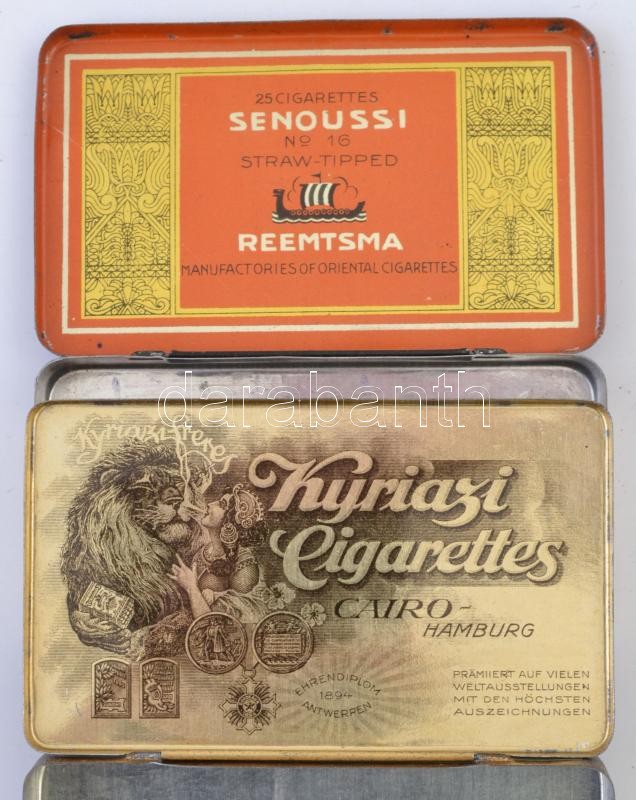 25 CIGARETTES
SENOUSSI
No 16
STRAW-TIPPED
REEMTSMA
MANUFACTORIES OF ORIENTAL CIGARETTES
darabanth
Kyriazi Freres
Kyriazi
Cigarettes
CAIRO-
HAMBURG
EHRENDIPLOM
1894
ANTWERPEN
PRÄMIIERT AUF VIELEN
WELTAUSSTELLUNGEN
MIT DEN HÖCHSTEN
AUSZEICHNUNGEN